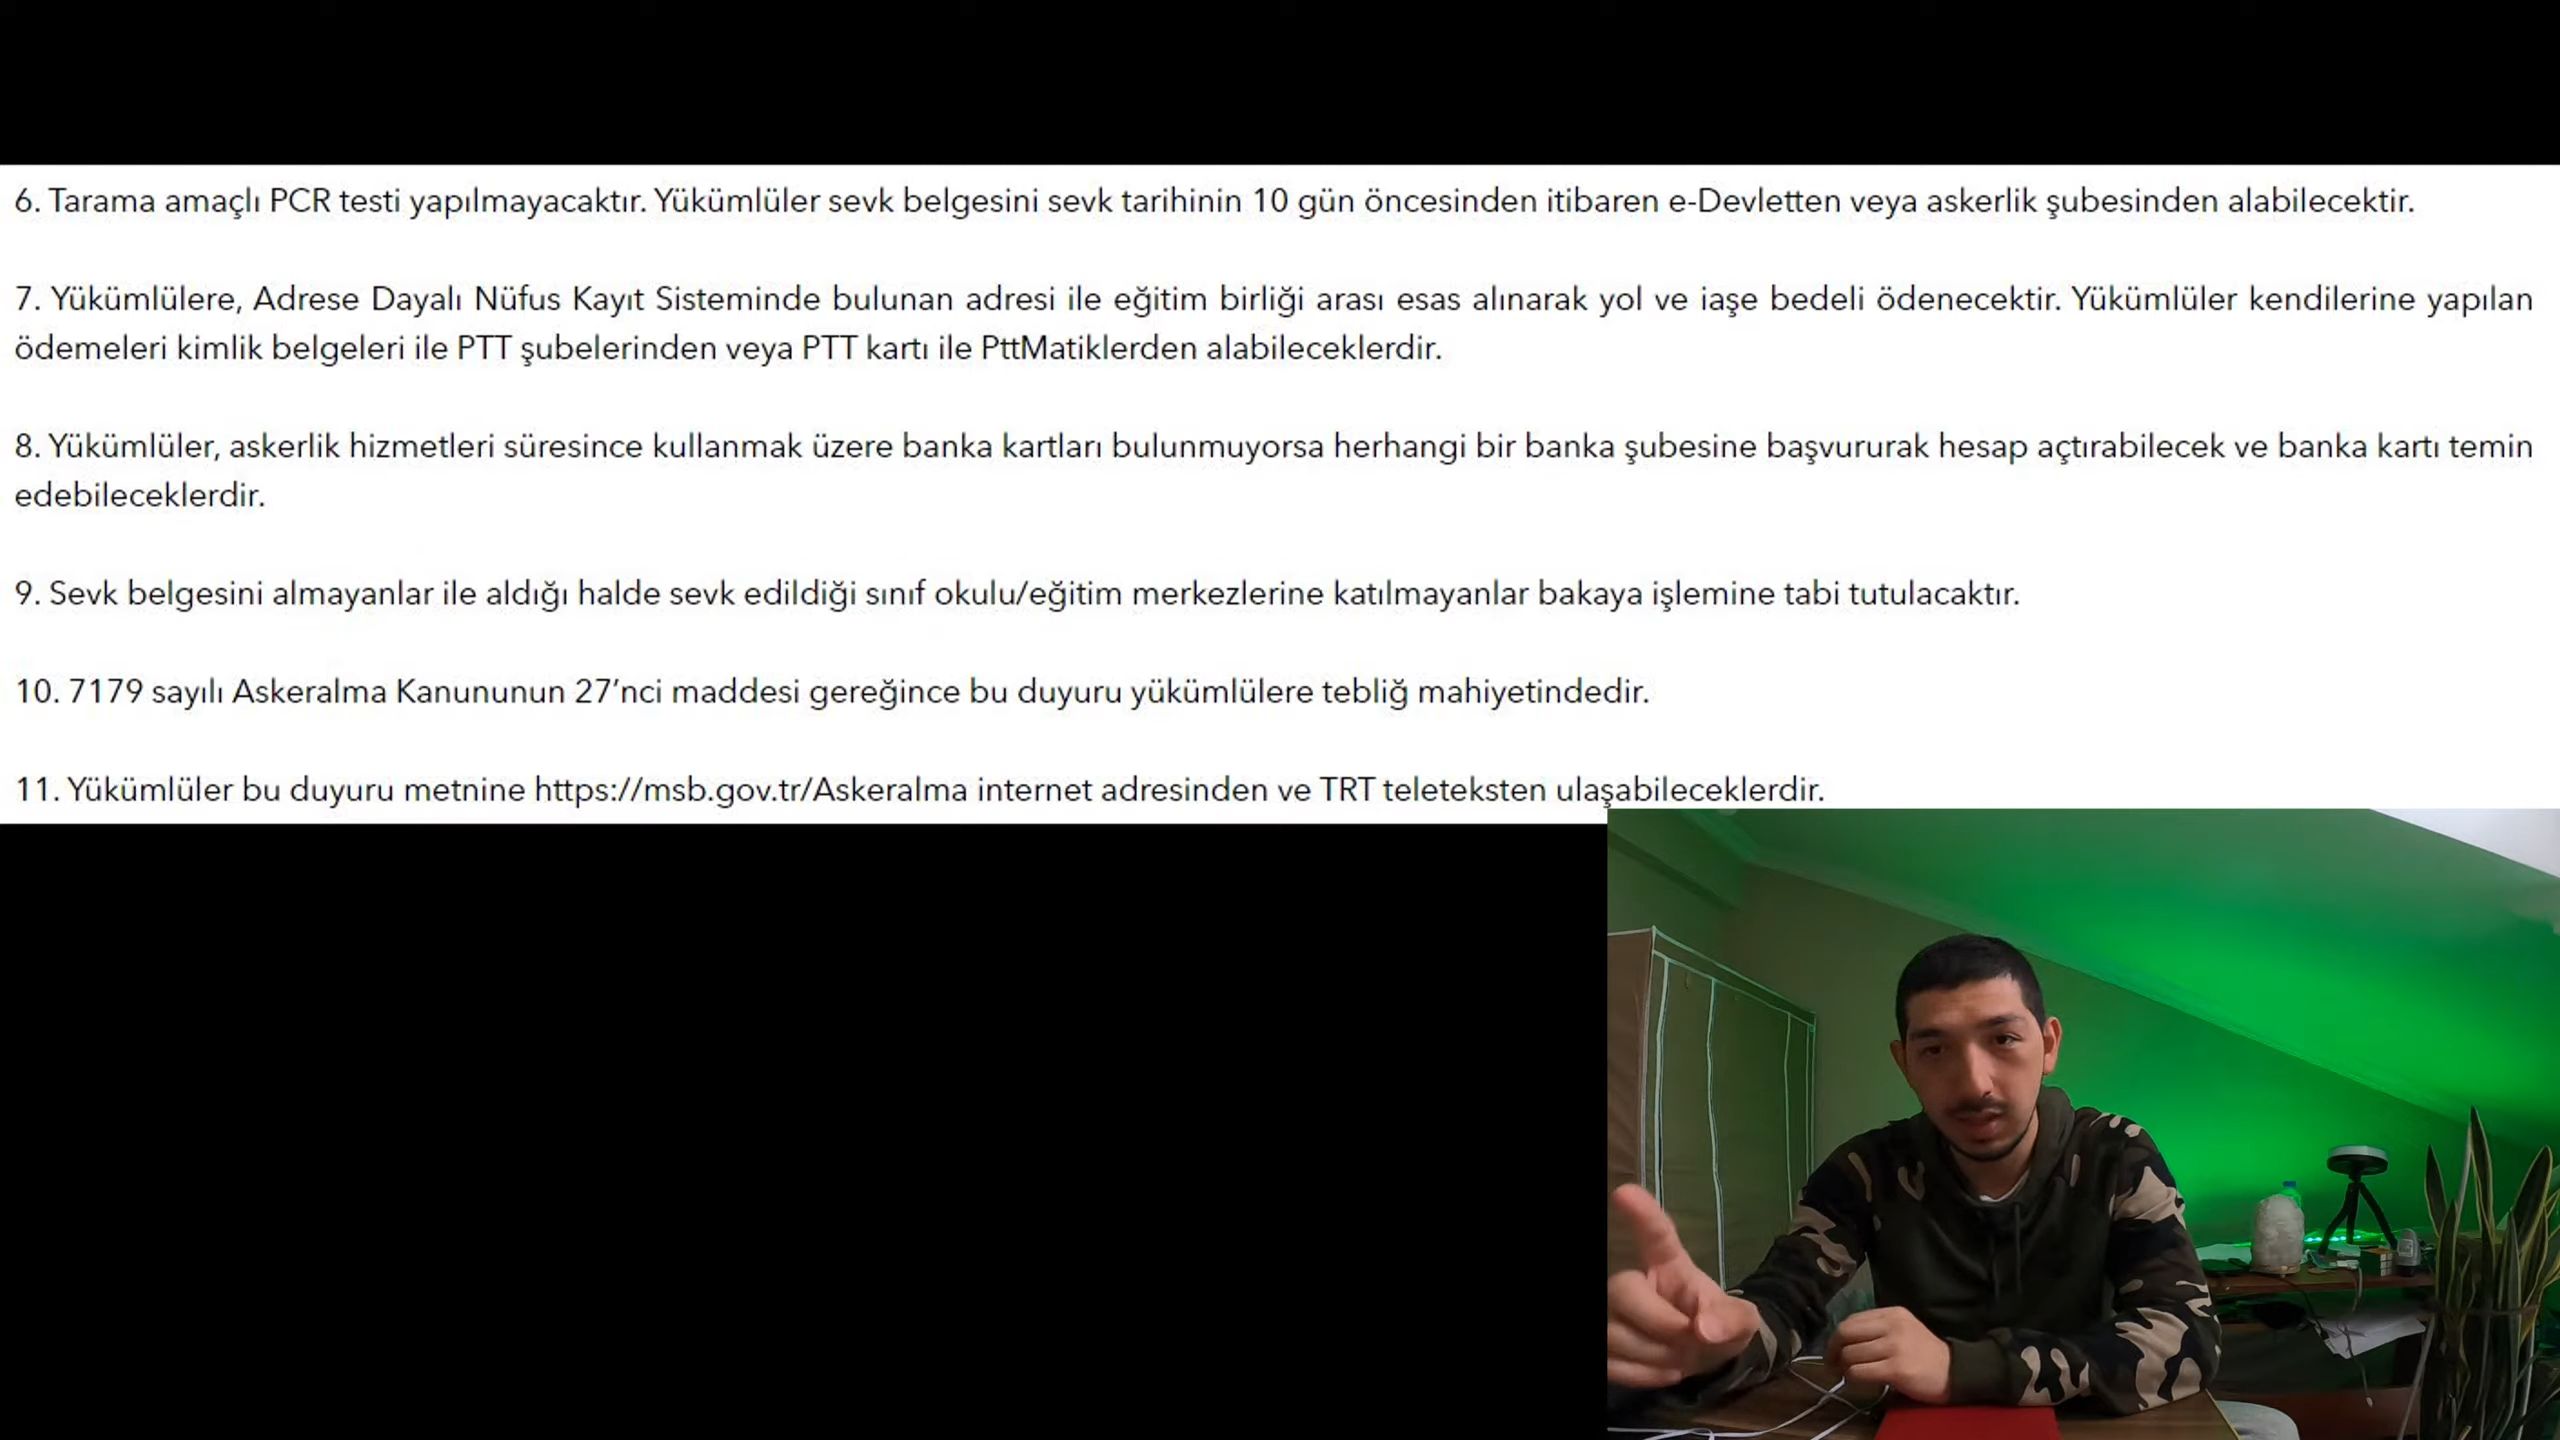 6. Tarama amaçlı PCR testi yapılmayacaktır. Yükümlüler sevk belgesini sevk tarihinin 10 gün öncesinden itibaren e-Devletten veya askerlik şubesinden alabilecektir.
7. Yükümlülere, Adrese Dayalı Nüfus Kayıt Sisteminde bulunan adresi ile eğitim birliği arası esas alınarak yol ve iaşe bedeli ödenecektir. Yükümlüler kendilerine yapılan
ödemeleri kimlik belgeleri ile PTT şubelerinden veya PTT kartı ile PttMatiklerden alabileceklerdir.
8. Yükümlüler, askerlik hizmetleri süresince kullanmak üzere banka kartları bulunmuyorsa herhangi bir banka şubesine başvururak hesap açtırabilecek ve banka kartı temin
edebileceklerdir.
9. Sevk belgesini almayanlar ile aldığı halde sevk edildiği sınıf okulu/eğitim merkezlerine katılmayanlar bakaya işlemine tabi tutulacaktır.
10. 7179 sayılı Askeralma Kanununun 27’nci maddesi gereğince bu duyuru yükümlülere tebliğ mahiyetindedir.
11. Yükümlüler bu duyuru metnine https://msb.gov.tr/Askeralma internet adresinden ve TRT teleteksten ulaşabileceklerdir.